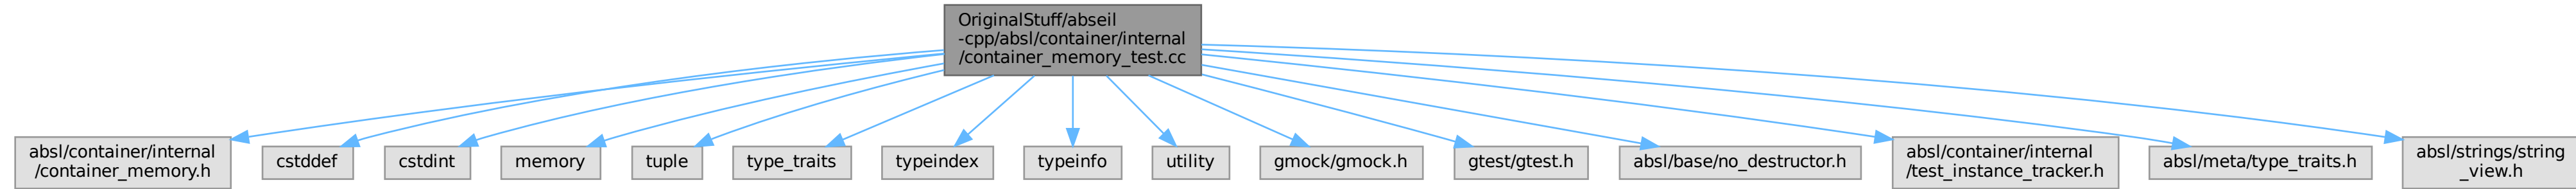 OriginalStuff/abseil
-cpp/absl/container/internal
/container_memory_test.cc
absl/container/internal
/container_memory.h
cstddef
cstdint
memory
tuple
type_traits
typeindex
typeinfo
utility
gmock/gmock.h
gtest/gtest.h
absl/base/no_destructor.h
absl/container/internal
/test_instance_tracker.h
absl/meta/type_traits.h
absl/strings/string
_view.h